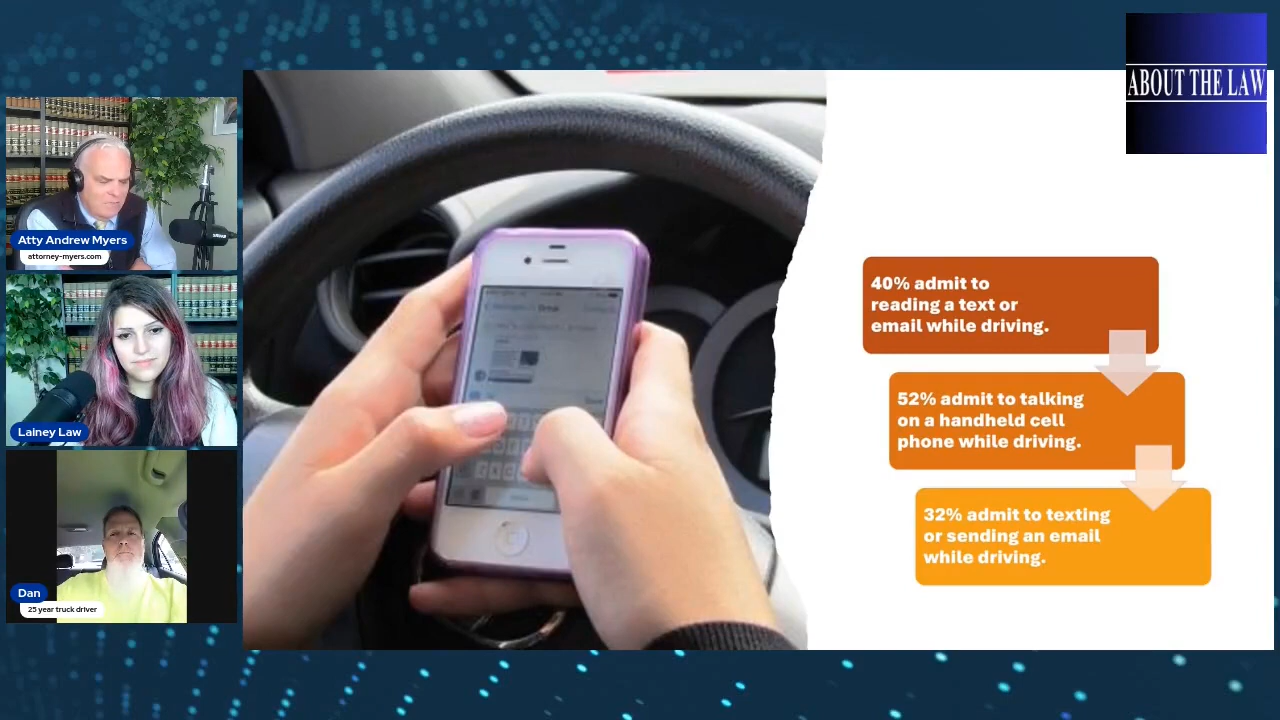 ABOUT THE LAW
Atty Andrew Myers
attorney-myers.com
Lainey Law
Dan
25 year truck driver
40% admit to
reading a text or
email while driving.
52% admit to talking
on a handheld cell
phone while driving.
32% admit to texting
or sending an email
while driving.